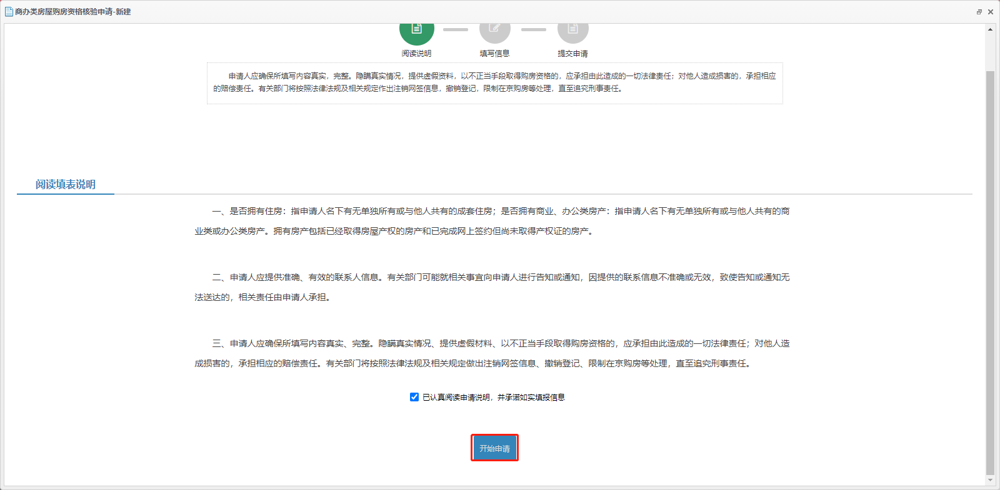 商办类房屋购房资格核验申请-新建
阅读说明
填写信息
提交申请
申请人应确保所填写内容真实，完整。隐瞒真实情况，提供虚假资料，以不正当手段取得购房资格的，应承担由此造成的一切法律责任；对他人造成损害的，承担相应
的赔偿责任。有关部门将按照法律法规及相关规定作出注销网签信息，撤销登记，限制在京购房等处理，直至追究刑事责任。
阅读填表说明
一、是否拥有住房：指申请人名下有无单独所有或与他人共有的成套住房；是否拥有商业、办公类房产：指申请人名下有无单独所有或与他人共有的商
业类或办公类房产。拥有房产包括已经取得房屋产权的房产和已完成网上签约但尚未取得产权证的房产。
二、申请人应提供准确、有效的联系人信息。有关部门可能就相关事宜向申请人进行告知或通知，因提供的联系信息不准确或无效，致使告知或通知无
法送达的，相关责任由申请人承担。
三、申请人应确保所填写内容真实、完整。隐瞒真实情况、提供虚假材料、以不正当手段取得购房资格的，应承担由此造成的一切法律责任；对他人造
成损害的，承担相应的赔偿责任。有关部门将按照法律法规及相关规定做出注销网签信息、撤销登记、限制在京购房等处理，直至追究刑事责任。
已认真阅读申请说明，并承诺如实填报信息
开始申请